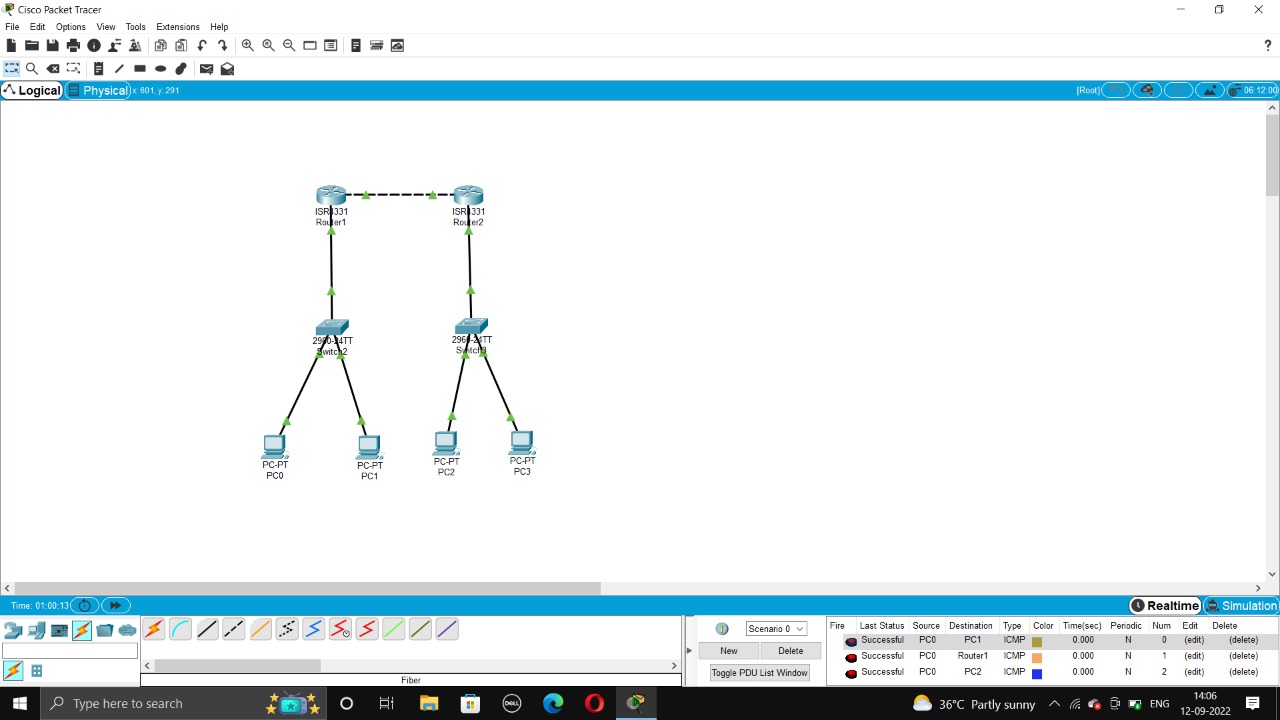 Cisco Packet Tracer
File Edit Options View Tools Extensions Help
?
Logical Physical x: 801, y: 291 [Root] 06:12:00
ISR4331 ISR4331
Router1 Router2
2960-24TT 2960-24TT
Switch2 Switch3
PC-PT PC-PT PC-PT PC-PT
PC0 PC1 PC2 PC3
Time: 01:00:13 Realtime Simulation
Scenario 0 Fire Last Status Source Destination Type Color Time(sec) Periodic Num Edit Delete
Successful PC0 PC1 ICMP 0.000 N 0 (edit) (delete)
New Delete Successful PC0 Router1 ICMP 0.000 N 1 (edit) (delete)
Toggle PDU List Window Successful PC0 PC2 ICMP 0.000 N 2 (edit) (delete)
Fiber
Type here to search DELL 36°C Partly sunny ENG 14:06
12-09-2022